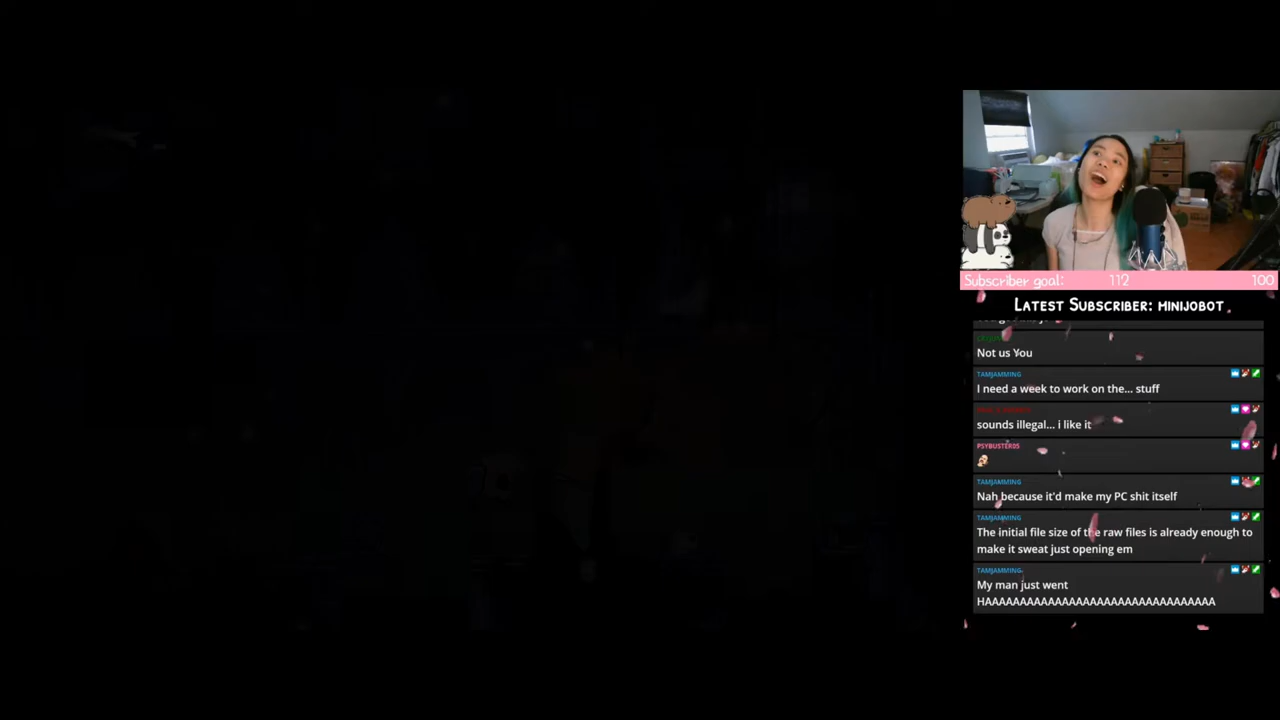 Subscriber goal: 112 100
Latest Subscriber: minijobot
Not us You
TAMJAMMING
I need a week to work on the... stuff
sounds illegal... i like it
PSYBUSTERDS
TAMJAMMING
Nah because it'd make my PC shit itself
TAMJAMMING
The initial file size of the raw files is already enough to
make it sweat just opening em
TAMJAMMING
My man just went
HAAAAAAAAAAAAAAAAAAAAAAAAAAAAAAAAA